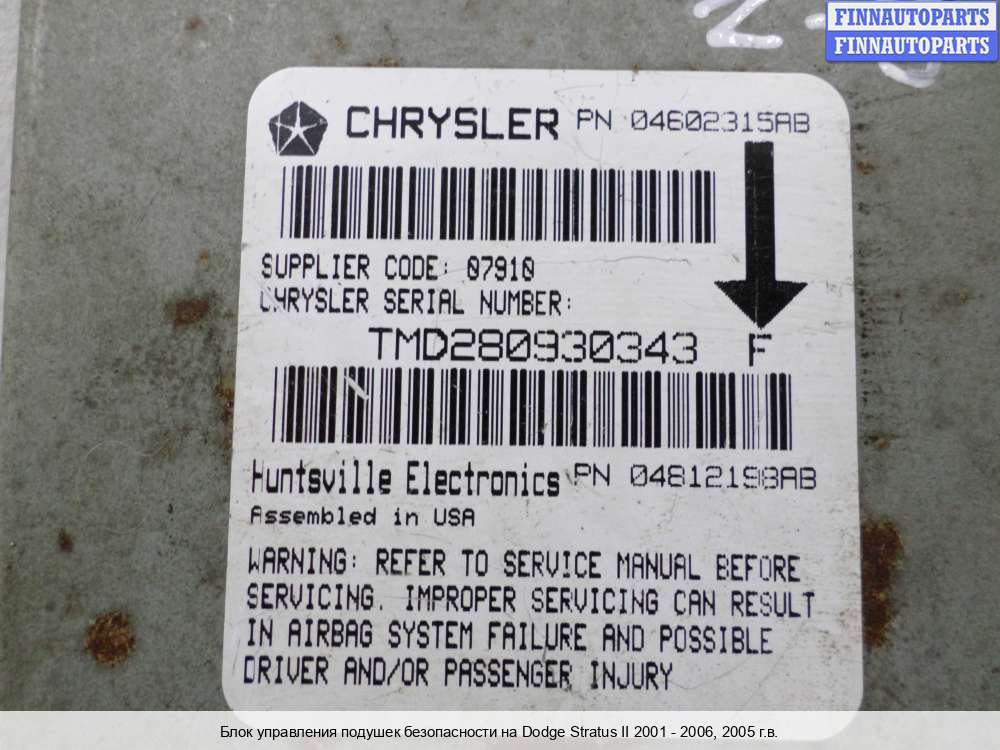 FINNAUTOPARTS
FINNAUTOPARTS
CHRYSLER PN 04602315AB
SUPPLIER CODE: 07910
CHRYSLER SERIAL NUMBER:
TMD280930343 F
Huntsville Electronics PN 04812198AB
Assembled in USA
WARNING: REFER TO SERVICE MANUAL BEFORE
SERVICING. IMPROPER SERVICING CAN RESULT
IN AIRBAG SYSTEM FAILURE AND POSSIBLE
DRIVER AND/OR PASSENGER INJURY
Блок управления подушек безопасности на Dodge Stratus II 2001 - 2006, 2005 г.в.